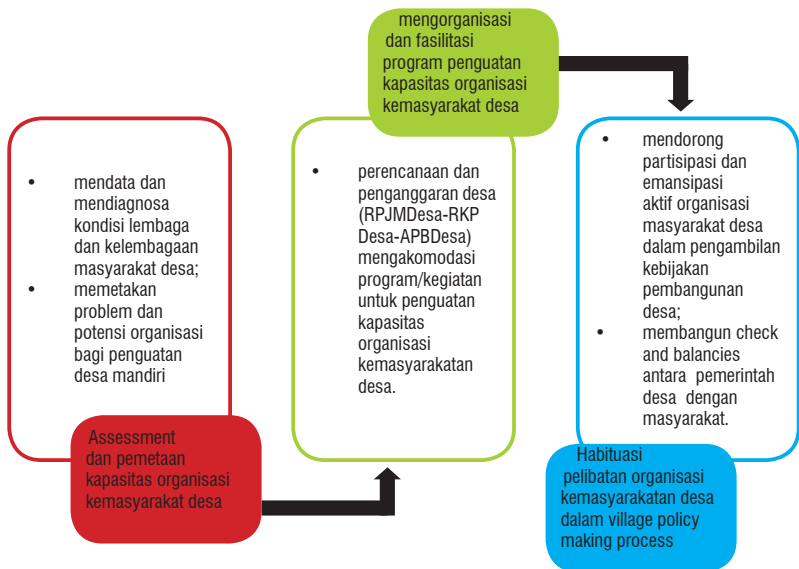 • mendata dan
mendiagnosa
kondisi lembaga
dan kelembagaan
masyarakat desa;
• memetakan
problem dan
potensi organisasi
bagi penguatan
desa mandiri
Assessment
dan pemetaan
kapasitas organisasi
kemasyarakat desa
mengorganisasi
dan fasilitasi
program penguatan
kapasitas organisasi
kemasyarakat desa
• perencanaan dan
penganggaran desa
(RPJMDesa-RKP
Desa-APBDesa)
mengakomodasi
program/kegiatan
untuk penguatan
kapasitas
organisasi
kemasyarakatan
desa.
• mendorong
partisipasi dan
emansipasi
aktif organisasi
masyarakat desa
dalam pengambilan
kebijakan
pembangunan
desa;
• membangun check
and balancies
antara pemerintah
desa dengan
masyarakat.
Habituasi
pelibatan organisasi
kemasyarakatan desa
dalam village policy
making process